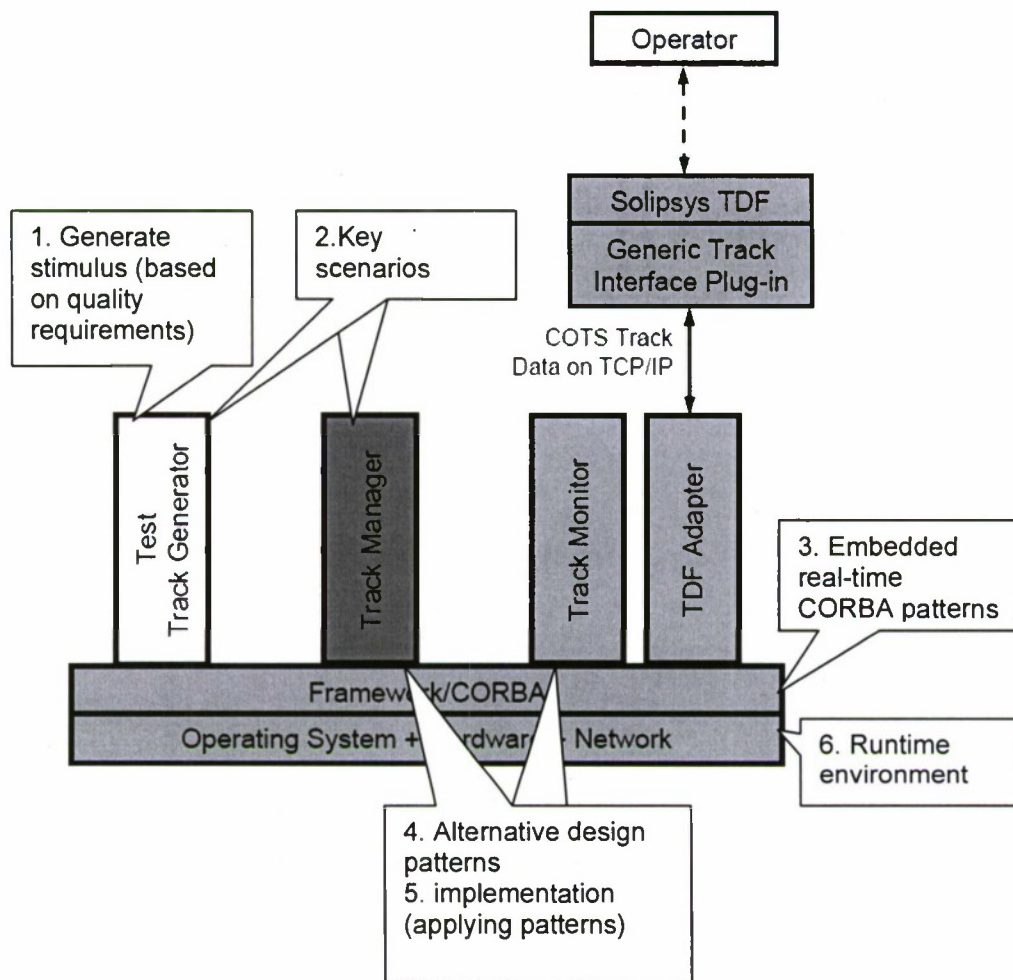 Operator
Solipsys TDF
Generic Track
Interface Plug-in
COTS Track
Data on TCP/IP
1. Generate
stimulus (based
on quality
requirements)
2.Key
scenarios
Test
Track Generator
Track Manager
Track Monitor
TDF Adapter
3. Embedded
real-time
CORBA patterns
Framework/CORBA
Operating System + Network
6. Runtime
environment
4. Alternative design
patterns
5. implementation
(applying patterns)